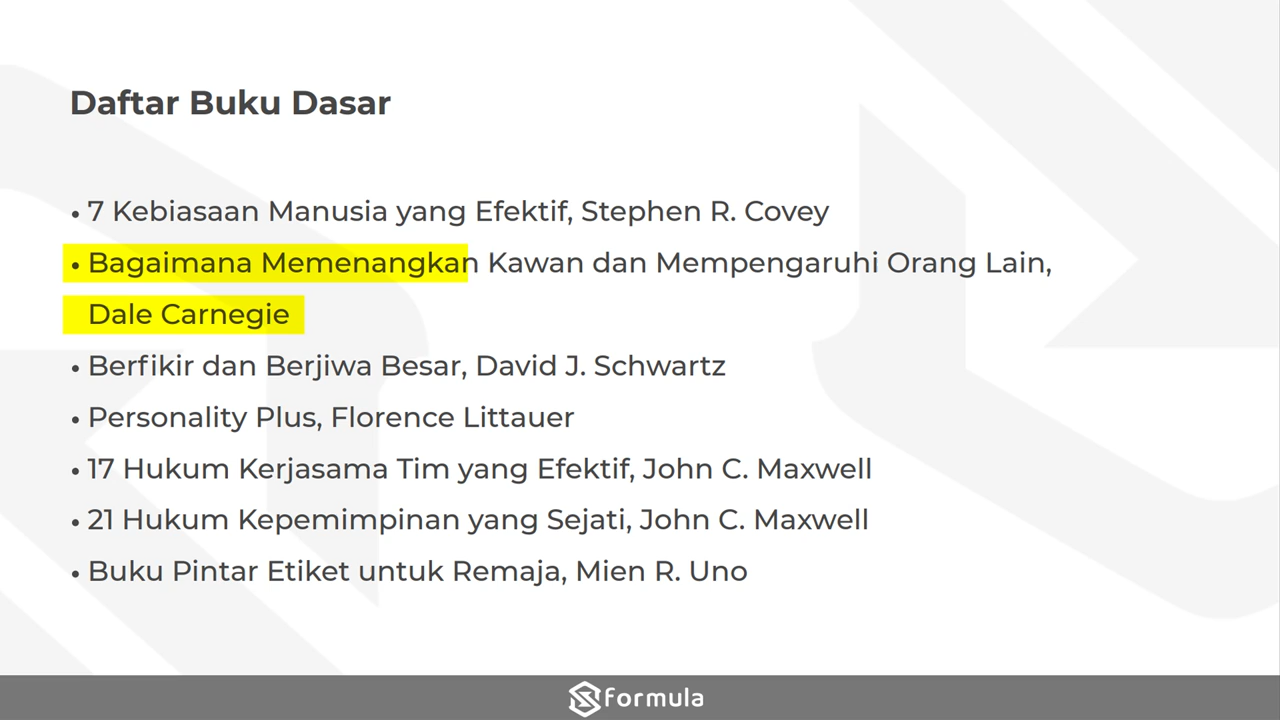 Daftar Buku Dasar
• 7 Kebiasaan Manusia yang Efektif, Stephen R. Covey
• Bagaimana Memenangkan Kawan dan Mempengaruhi Orang Lain,
Dale Carnegie
• Berfikir dan Berjiwa Besar, David J. Schwartz
• Personality Plus, Florence Littauer
• 17 Hukum Kerjasama Tim yang Efektif, John C. Maxwell
• 21 Hukum Kepemimpinan yang Sejati, John C. Maxwell
• Buku Pintar Etiket untuk Remaja, Mien R. Uno
formula